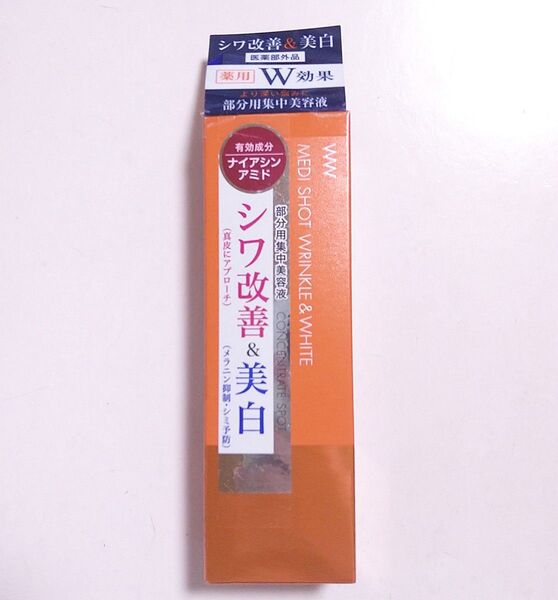 シワ改善&美白
医薬部外品
薬用 W効果
より深い悩みに
部分用集中美容液
有効成分
ナイアシン
アミド
WW
MEDI SHOT WRINKLE & WHITE
部分用集中美容液
CONCENTRATE SPOT
シワ改善&美白
(真皮にアプローチ)
(メラニン抑制・シミ予防)